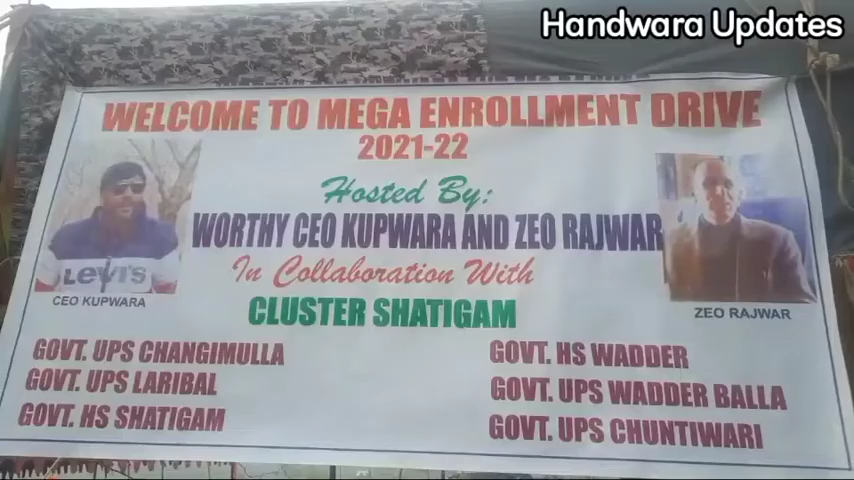 Handwara Updates
WELCOME TO MEGA ENROLLMENT DRIVE
2021-22
Hosted By:
WORTHY CEO KUPWARA AND ZEO RAJWAR
In Collaboration With
CLUSTER SHATIGAM
Levi's
CEO KUPWARA
ZEO RAJWAR
GOVT. UPS CHANGIMULLA
GOVT. UPS LARIBAL
GOVT. HS SHATIGAM
GOVT. HS WADDER
GOVT. UPS WADDER BALLA
GOVT. UPS CHUNTIWARI